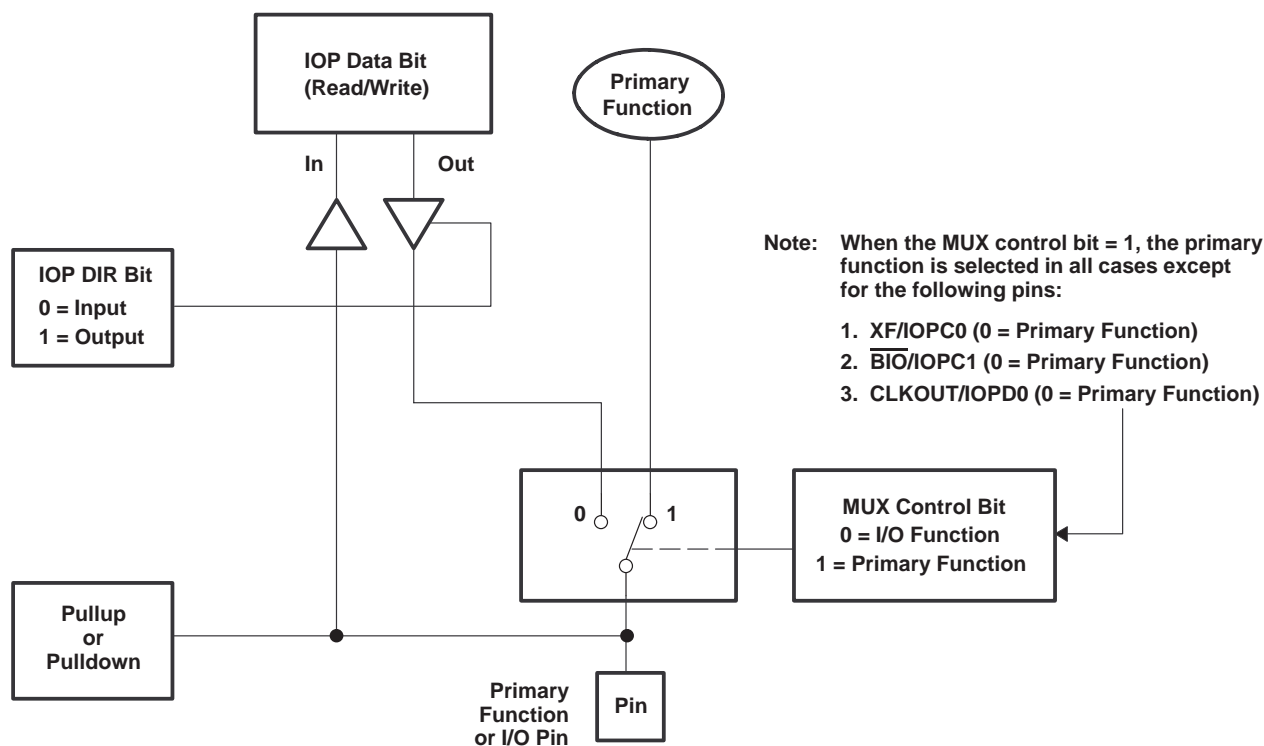 IOP Data Bit
(Read/Write)
Primary
Function
In
Out
IOP DIR Bit
0 = Input
1 = Output
Note: When the MUX control bit = 1, the primary
function is selected in all cases except
for the following pins:
1. XF/IOPC0 (0 = Primary Function)
2. B̅I̅O̅/IOPC1 (0 = Primary Function)
3. CLKOUT/IOPD0 (0 = Primary Function)
0
1
MUX Control Bit
0 = I/O Function
1 = Primary Function
Pullup
or
Pulldown
Primary
Function
or I/O Pin
Pin